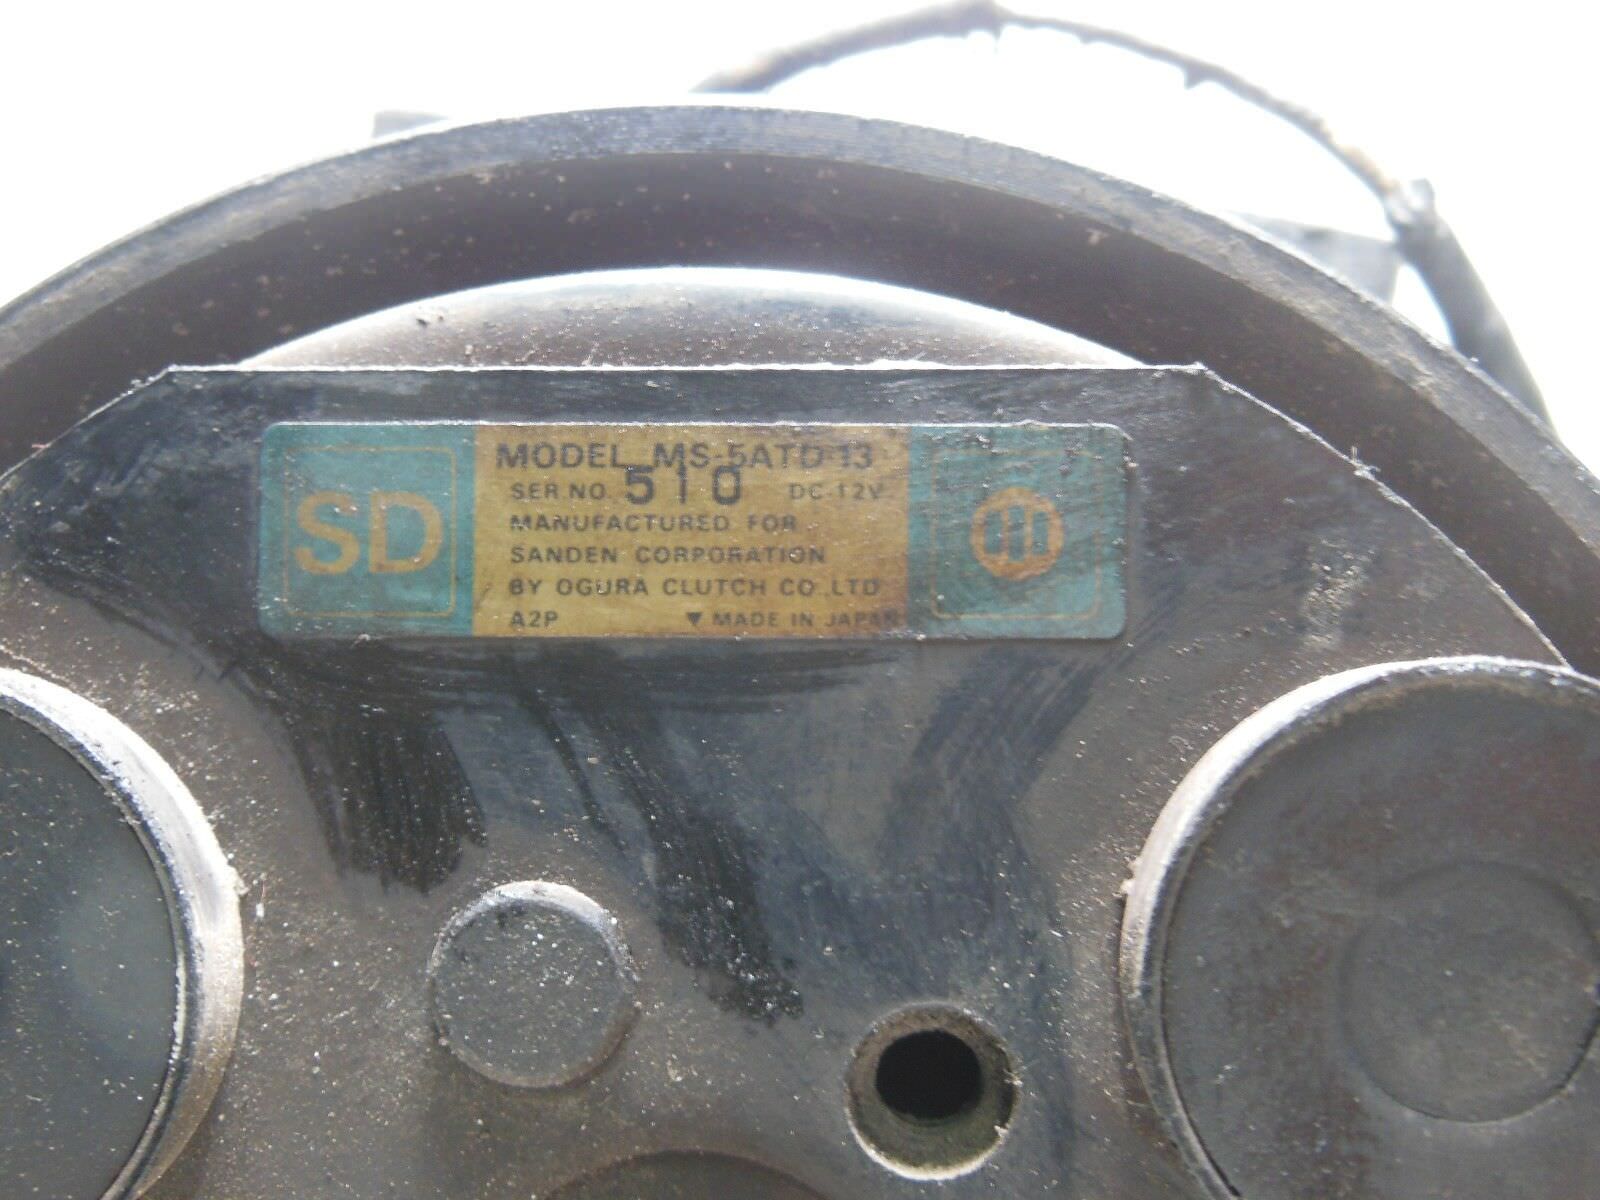 SD
MODEL MS-5ATD-13
SER NO. 510 DC-12V
MANUFACTURED FOR
SANDEN CORPORATION
BY OGURA CLUTCH CO.,LTD
A2P ▼ MADE IN JAPAN